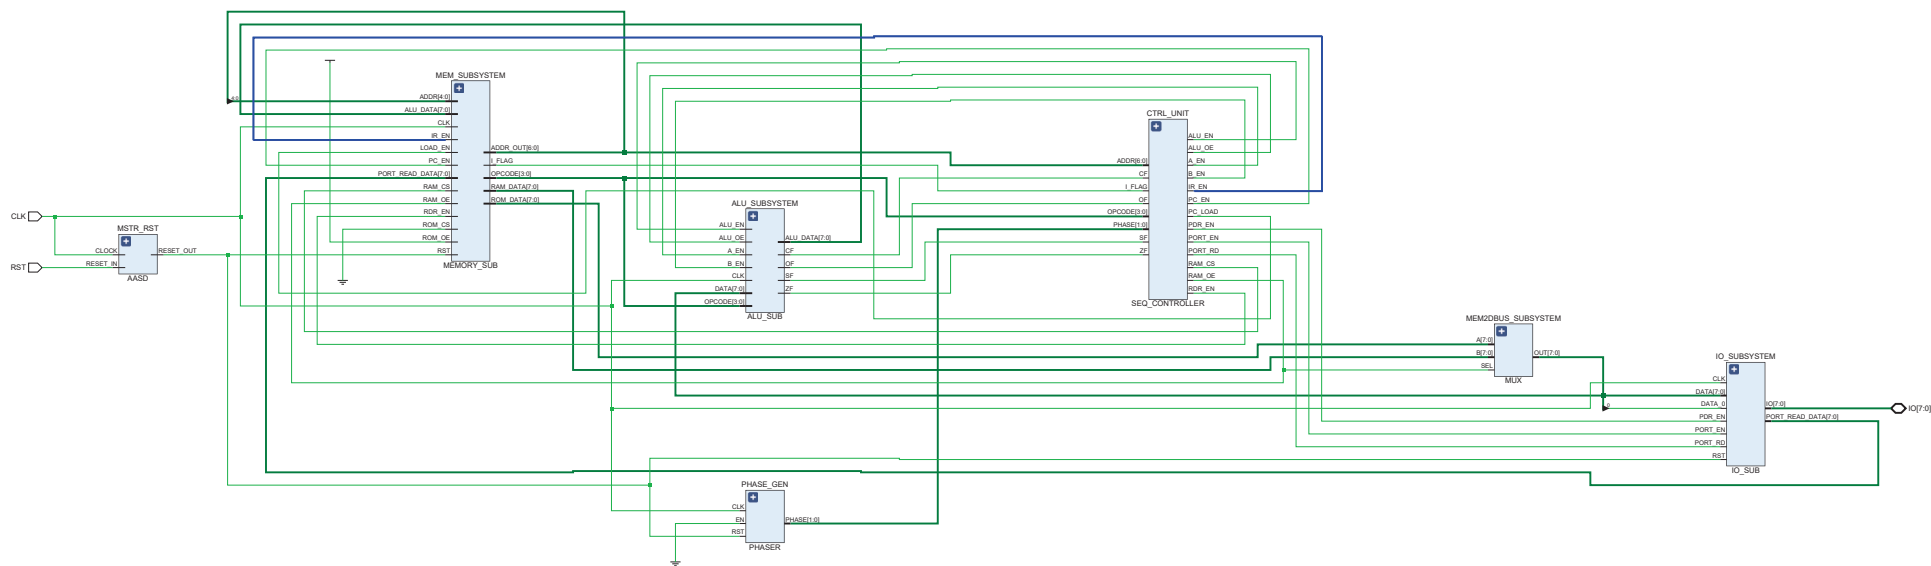 CLK
RST
MSTR_RST
CLOCK
RESET_IN
RESET_OUT
AASD
MEM_SUBSYSTEM
4:0
ADDR[4:0]
ALU_DATA[7:0]
CLK
IR_EN
LOAD_EN
PC_EN
PORT_READ_DATA[7:0]
RAM_CS
RAM_OE
RDR_EN
ROM_CS
ROM_OE
RST
ADDR_OUT[6:0]
I_FLAG
OPCODE[3:0]
RAM_DATA[7:0]
ROM_DATA[7:0]
MEMORY_SUB
ALU_SUBSYSTEM
ALU_EN
ALU_OE
A_EN
B_EN
CLK
DATA[7:0]
OPCODE[3:0]
ALU_DATA[7:0]
CF
OF
SF
ZF
ALU_SUB
PHASE_GEN
CLK
EN
RST
PHASE[1:0]
PHASER
CTRL_UNIT
ADDR[6:0]
CF
I_FLAG
OF
OPCODE[3:0]
PHASE[1:0]
SF
ZF
ALU_EN
ALU_OE
A_EN
B_EN
IR_EN
PC_EN
PC_LOAD
PDR_EN
PORT_EN
PORT_RD
RAM_CS
RAM_OE
RDR_EN
SEQ_CONTROLLER
MEM2DBUS_SUBSYSTEM
A[7:0]
B[7:0]
SEL
OUT[7:0]
MUX
IO_SUBSYSTEM
CLK
DATA[7:0]
0
DATA_0
PDR_EN
PORT_EN
PORT_RD
RST
IO[7:0]
PORT_READ_DATA[7:0]
IO_SUB
IO[7:0]